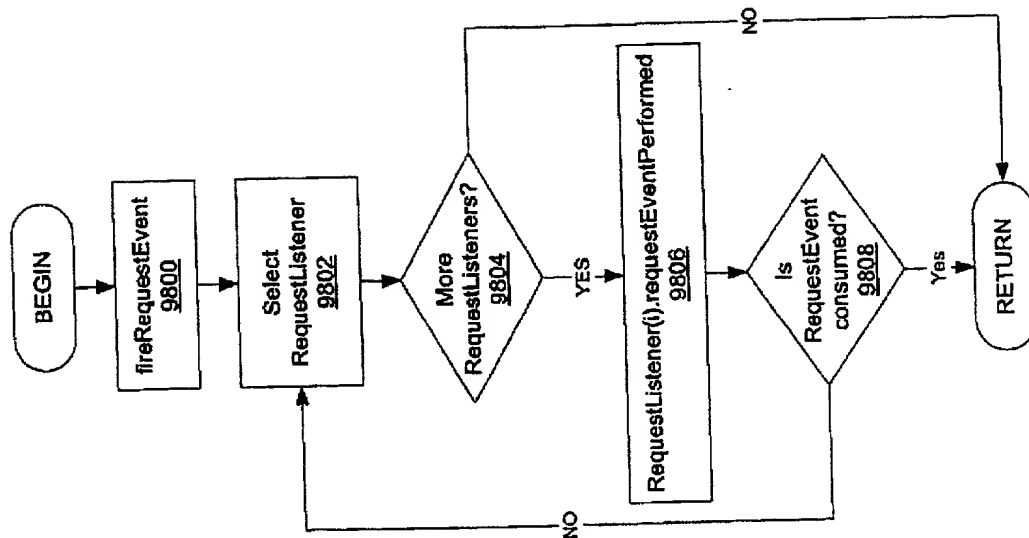 BEGIN
fireRequestEvent
9800
Select
RequestListener
9802
More
RequestListeners?
9804
NO
YES
RequestListener(i).requestEventPerformed
9806
Is
RequestEvent
consumed?
9808
NO
Yes
RETURN